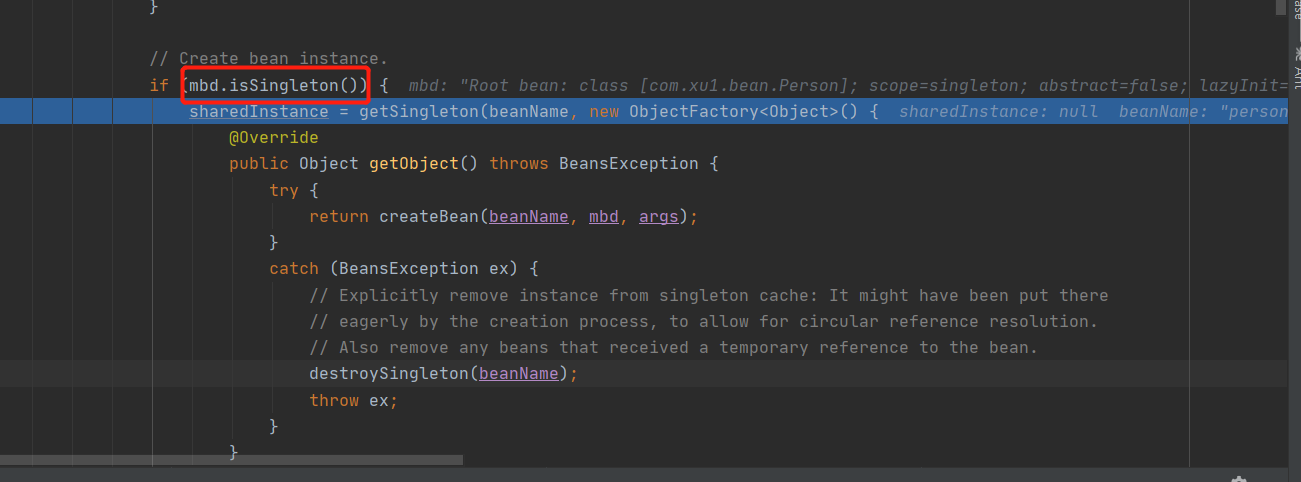 }
// Create bean instance.
if (mbd.isSingleton()) { mbd: "Root bean: class [com.xu1.bean.Person]; scope=singleton; abstract=false; lazyInit=
sharedInstance = getSingleton(beanName, new ObjectFactory<Object>() { sharedInstance: null beanName: "person
@Override
public Object getObject() throws BeansException {
try {
return createBean(beanName, mbd, args);
}
catch (BeansException ex) {
// Explicitly remove instance from singleton cache: It might have been put there
// eagerly by the creation process, to allow for circular reference resolution.
// Also remove any beans that received a temporary reference to the bean.
destroySingleton(beanName);
throw ex;
}
}
ase
Ant